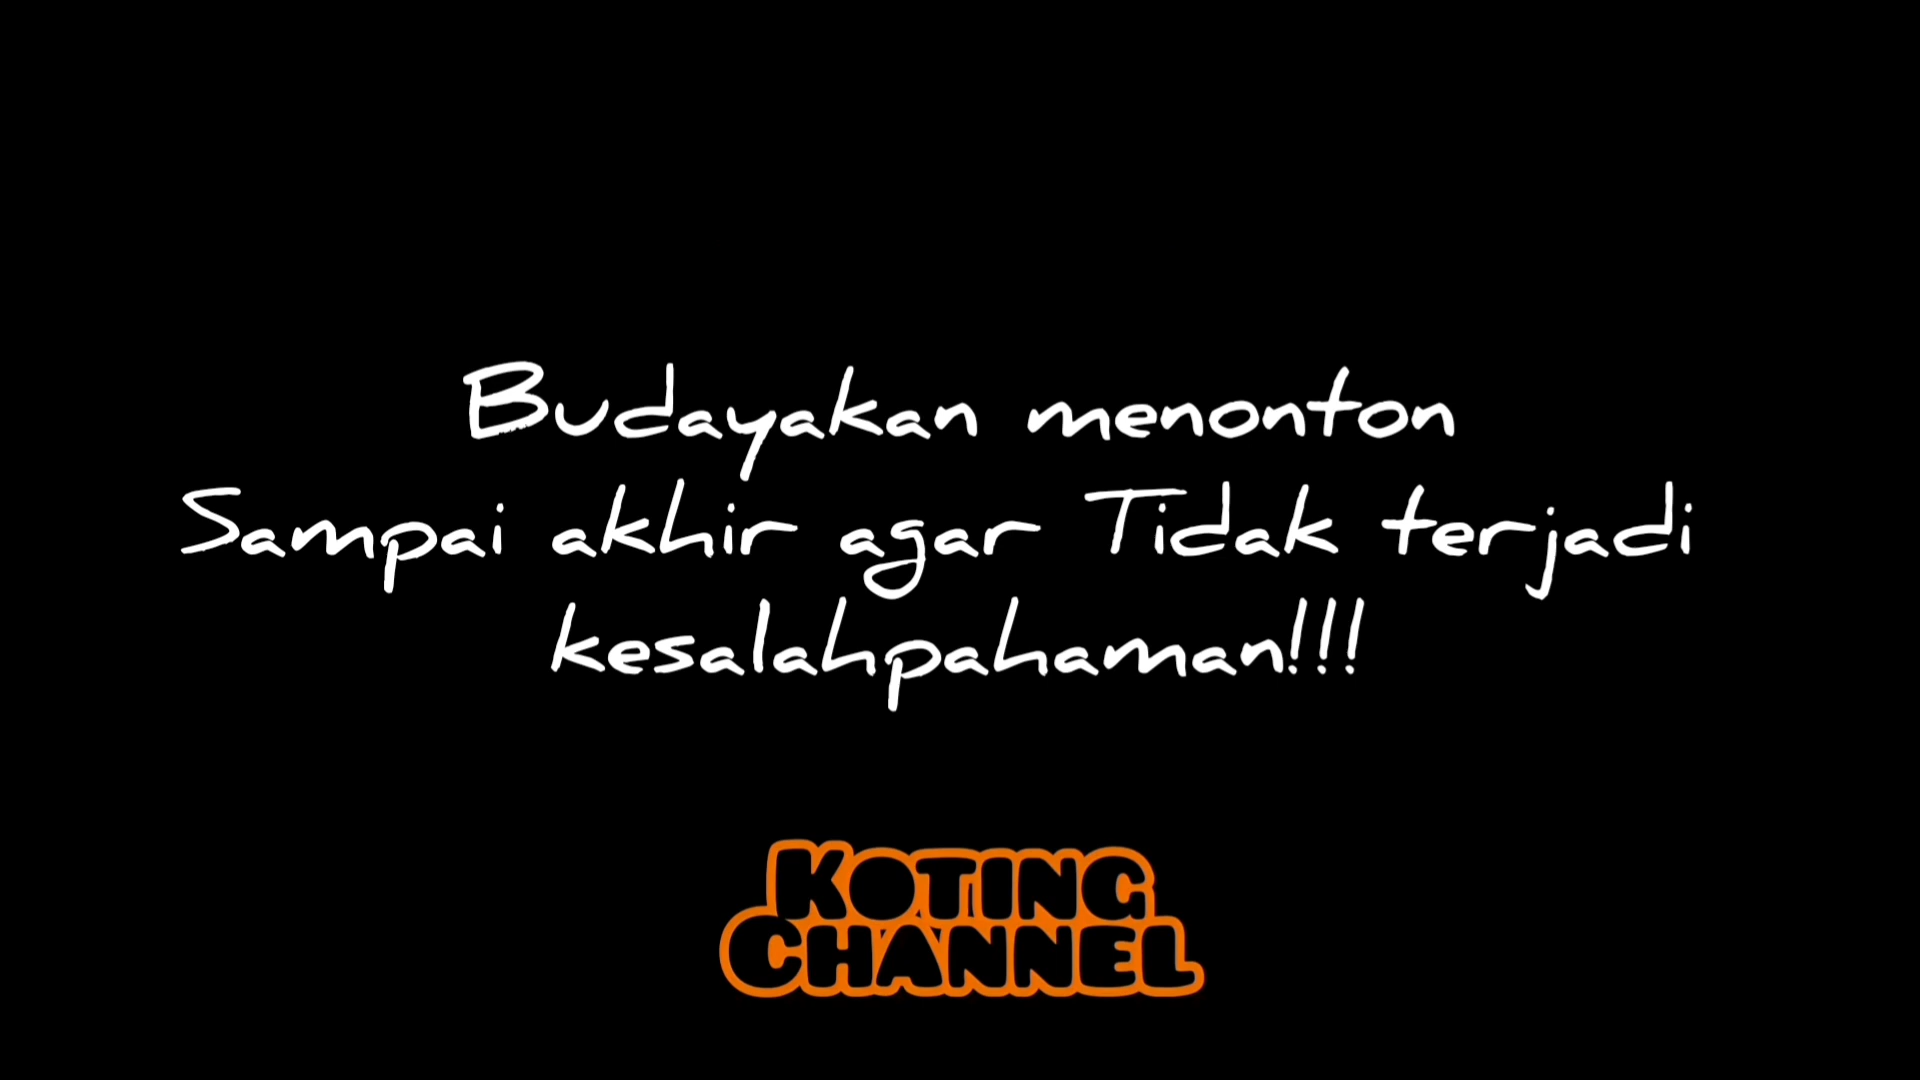 Budayakan menonton
Sampai akhir agar Tidak terjadi
kesalahpahaman!!!
KOTING
CHANNEL